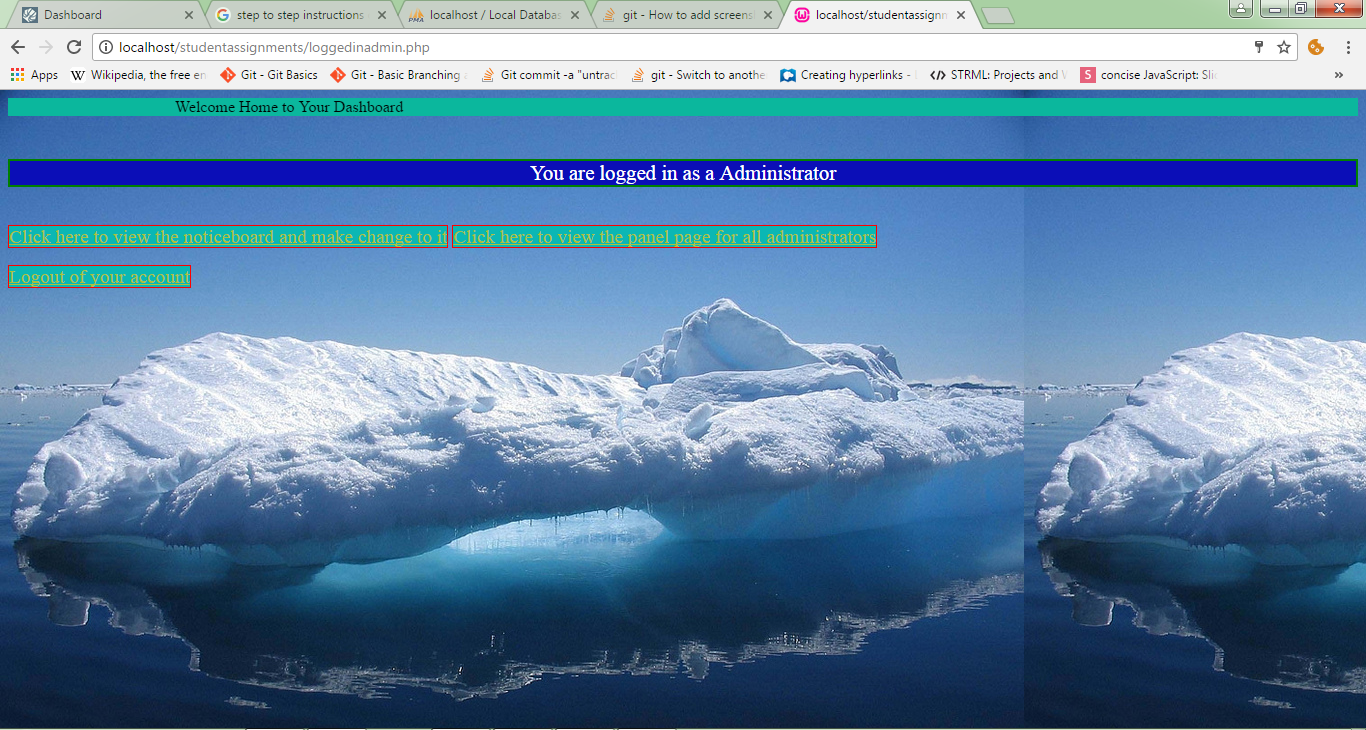 Dashboard
step to step instructions
localhost / Local Databas
git - How to add screens
localhost/studentassignm
localhost/studentassignments/loggedinadmin.php
Apps
Wikipedia, the free en
Git - Git Basics
Git - Basic Branching
Git commit -a "untrac
git - Switch to anothe
Creating hyperlinks -
STRML: Projects and
concise JavaScript: Sli
»
Welcome Home to Your Dashboard
You are logged in as a Administrator
Click here to view the noticeboard and make change to it Click here to view the panel page for all administrators
Logout of your account